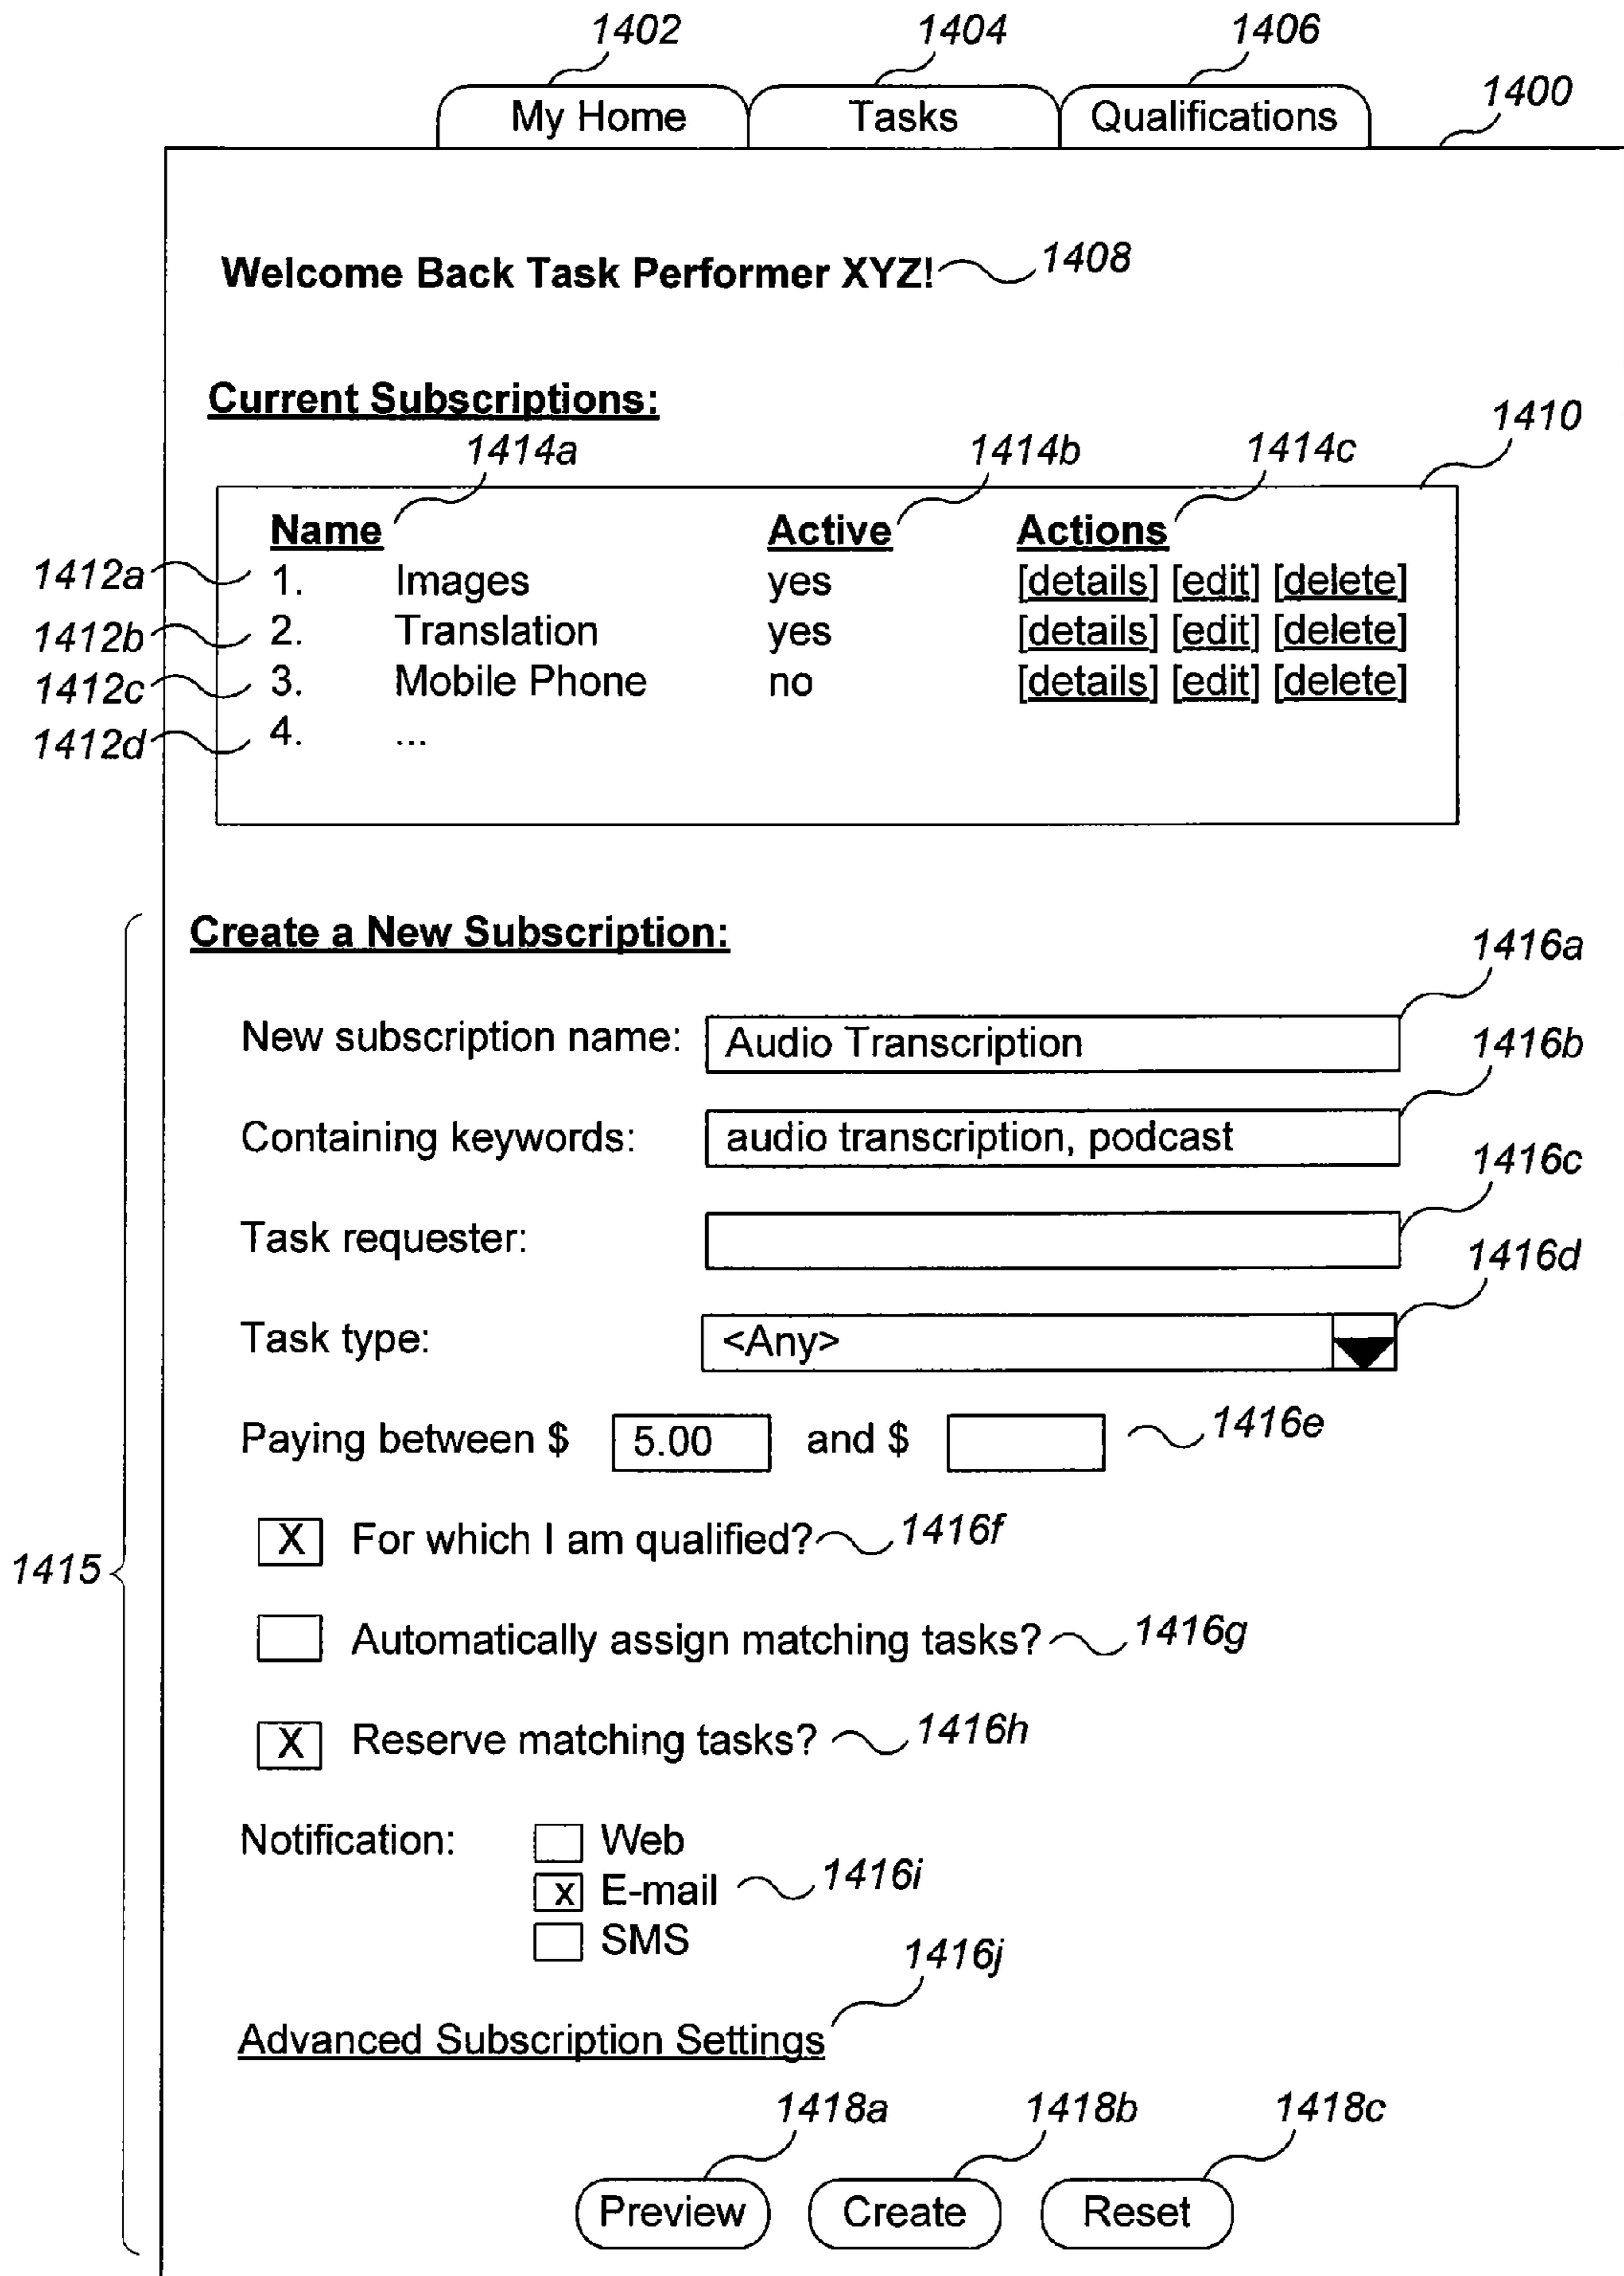 1402 1404 1406
My Home Tasks Qualifications 1400
Welcome Back Task Performer XYZ! 1408
Current Subscriptions:
1410
1414a 1414b 1414c
Name Active Actions
1412a 1. Images yes [details] [edit] [delete]
1412b 2. Translation yes [details] [edit] [delete]
1412c 3. Mobile Phone no [details] [edit] [delete]
1412d 4. ...
Create a New Subscription:
1416a
New subscription name: Audio Transcription
1416b
Containing keywords: audio transcription, podcast
1416c
Task requester:
1416d
Task type: <Any>
Paying between $ 5.00 and $ 1416e
X For which I am qualified? 1416f
1415
Automatically assign matching tasks? 1416g
X Reserve matching tasks? 1416h
Notification: Web
x E-mail 1416i
SMS
1416j
Advanced Subscription Settings
1418a 1418b 1418c
Preview Create Reset